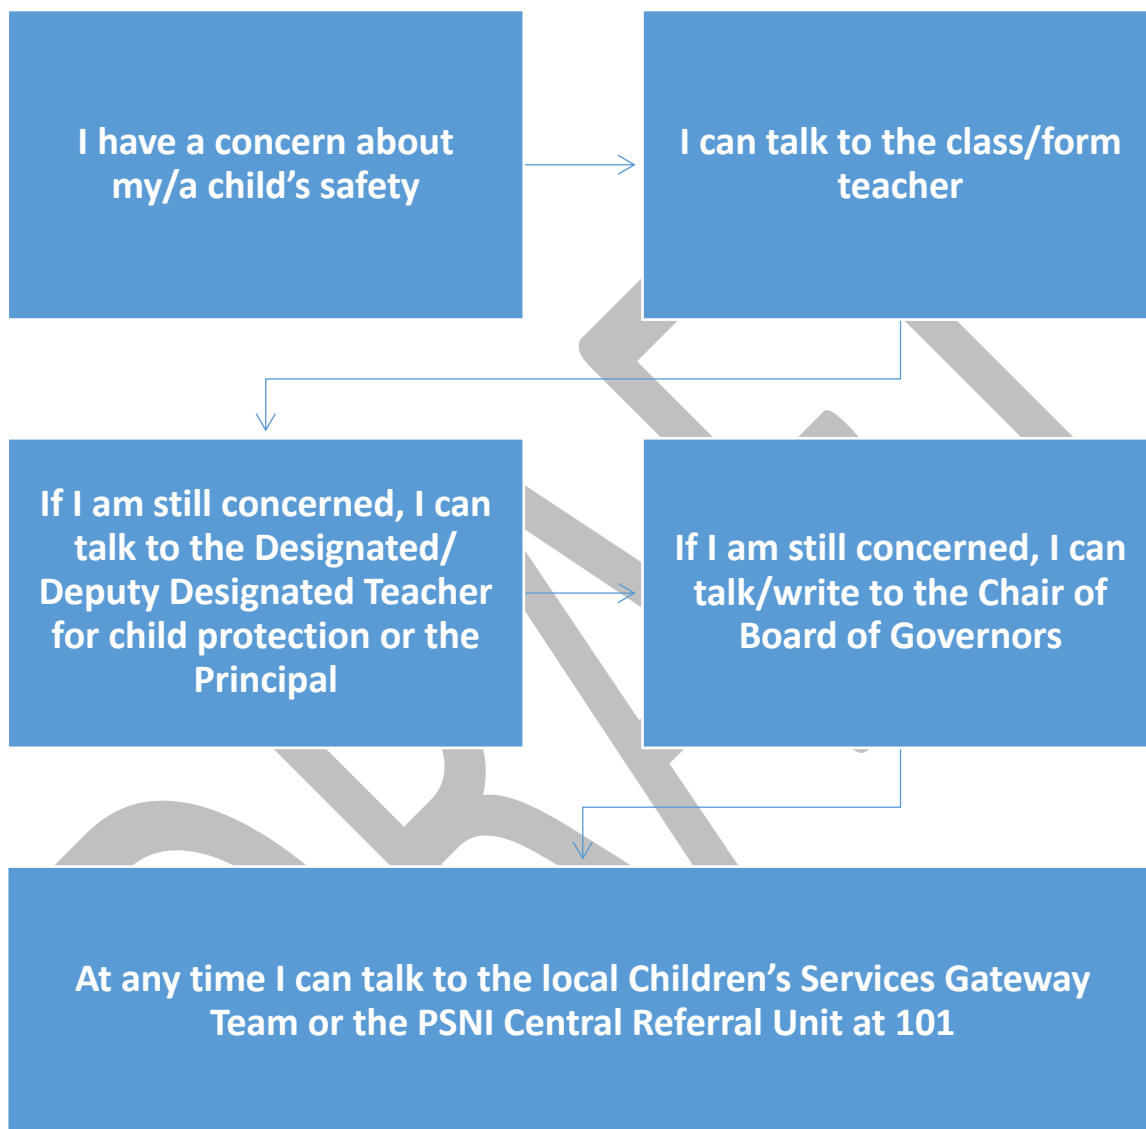 I have a concern about
my/a child’s safety
I can talk to the class/form
teacher
If I am still concerned, I can
talk to the Designated/
Deputy Designated Teacher
for child protection or the
Principal
If I am still concerned, I can
talk/write to the Chair of
Board of Governors
At any time I can talk to the local Children’s Services Gateway
Team or the PSNI Central Referral Unit at 101